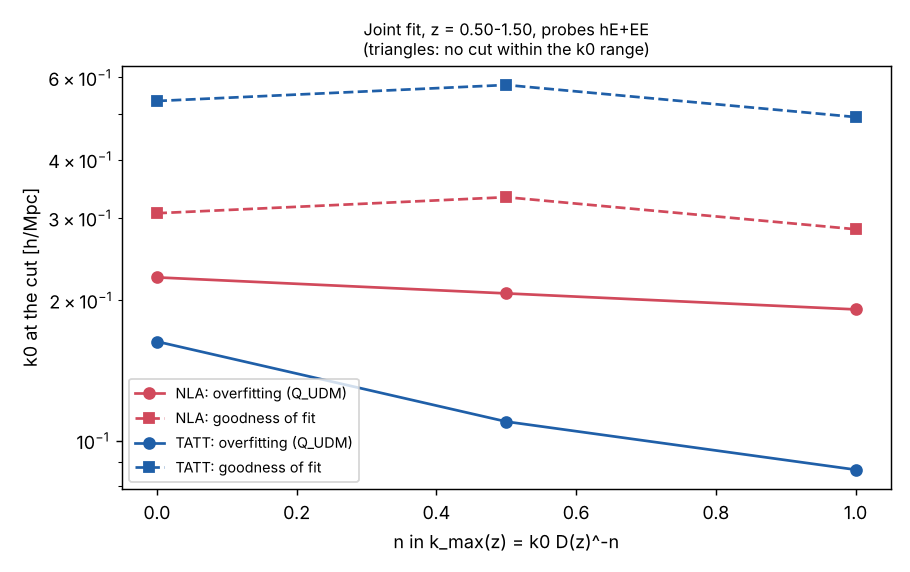 Joint fit, z = 0.50-1.50, probes hE+EE
(triangles: no cut within the k0 range)
6 × 10⁻¹
4 × 10⁻¹
3 × 10⁻¹
2 × 10⁻¹
10⁻¹
k0 at the cut [h/Mpc]
NLA: overfitting (Q_UDM)
NLA: goodness of fit
TATT: overfitting (Q_UDM)
TATT: goodness of fit
0.0 0.2 0.4 0.6 0.8 1.0
n in k_max(z) = k0 D(z)^-n